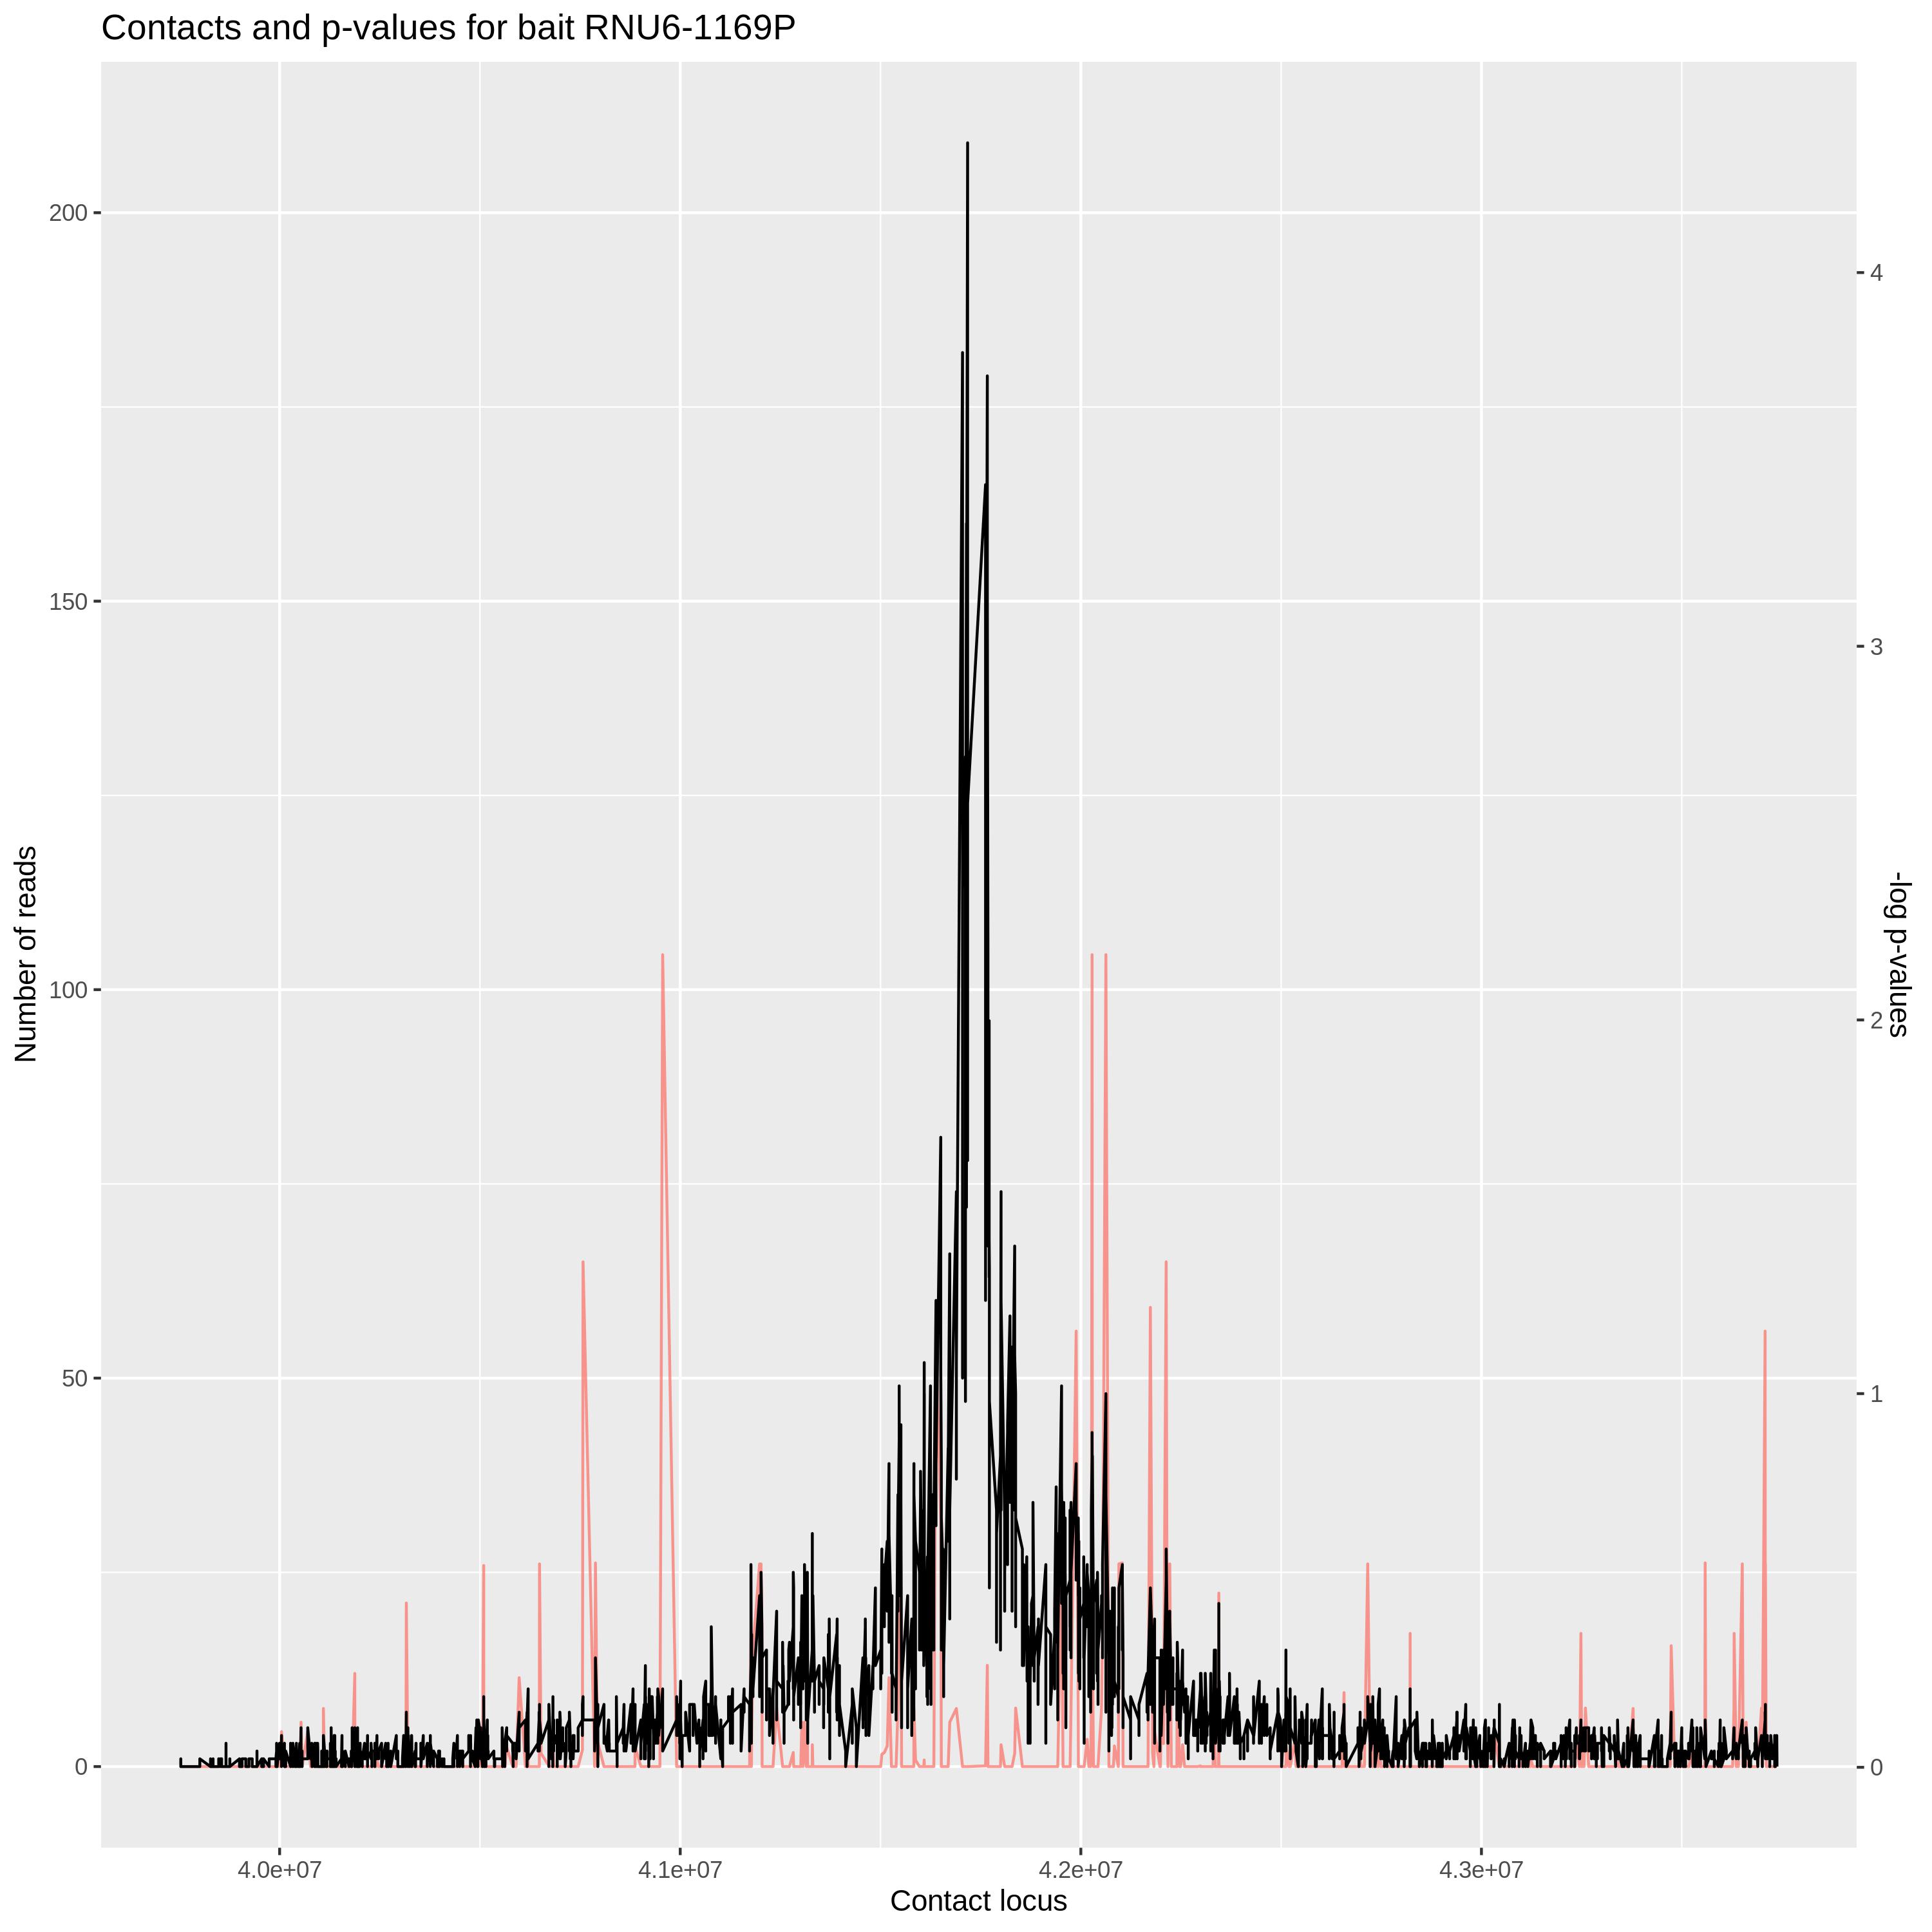 Contacts and p-values for bait RNU6-1169P
200
150
100
50
0
4
3
2
1
0
Number of reads
-log p-values
4.0e+07
4.1e+07
4.2e+07
4.3e+07
Contact locus